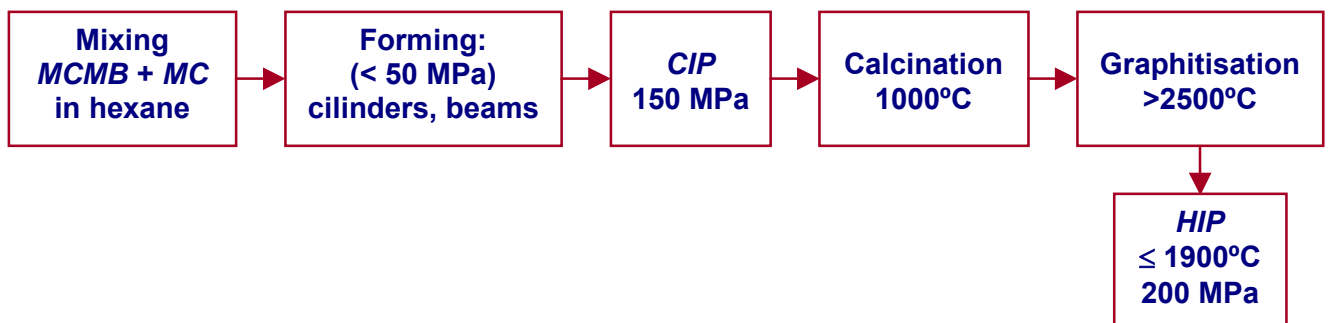 Mixing
MCMB + MC
in hexane
Forming:
(< 50 MPa)
cilinders, beams
CIP
150 MPa
Calcination
1000ºC
Graphitisation
>2500ºC
HIP
≤ 1900ºC
200 MPa